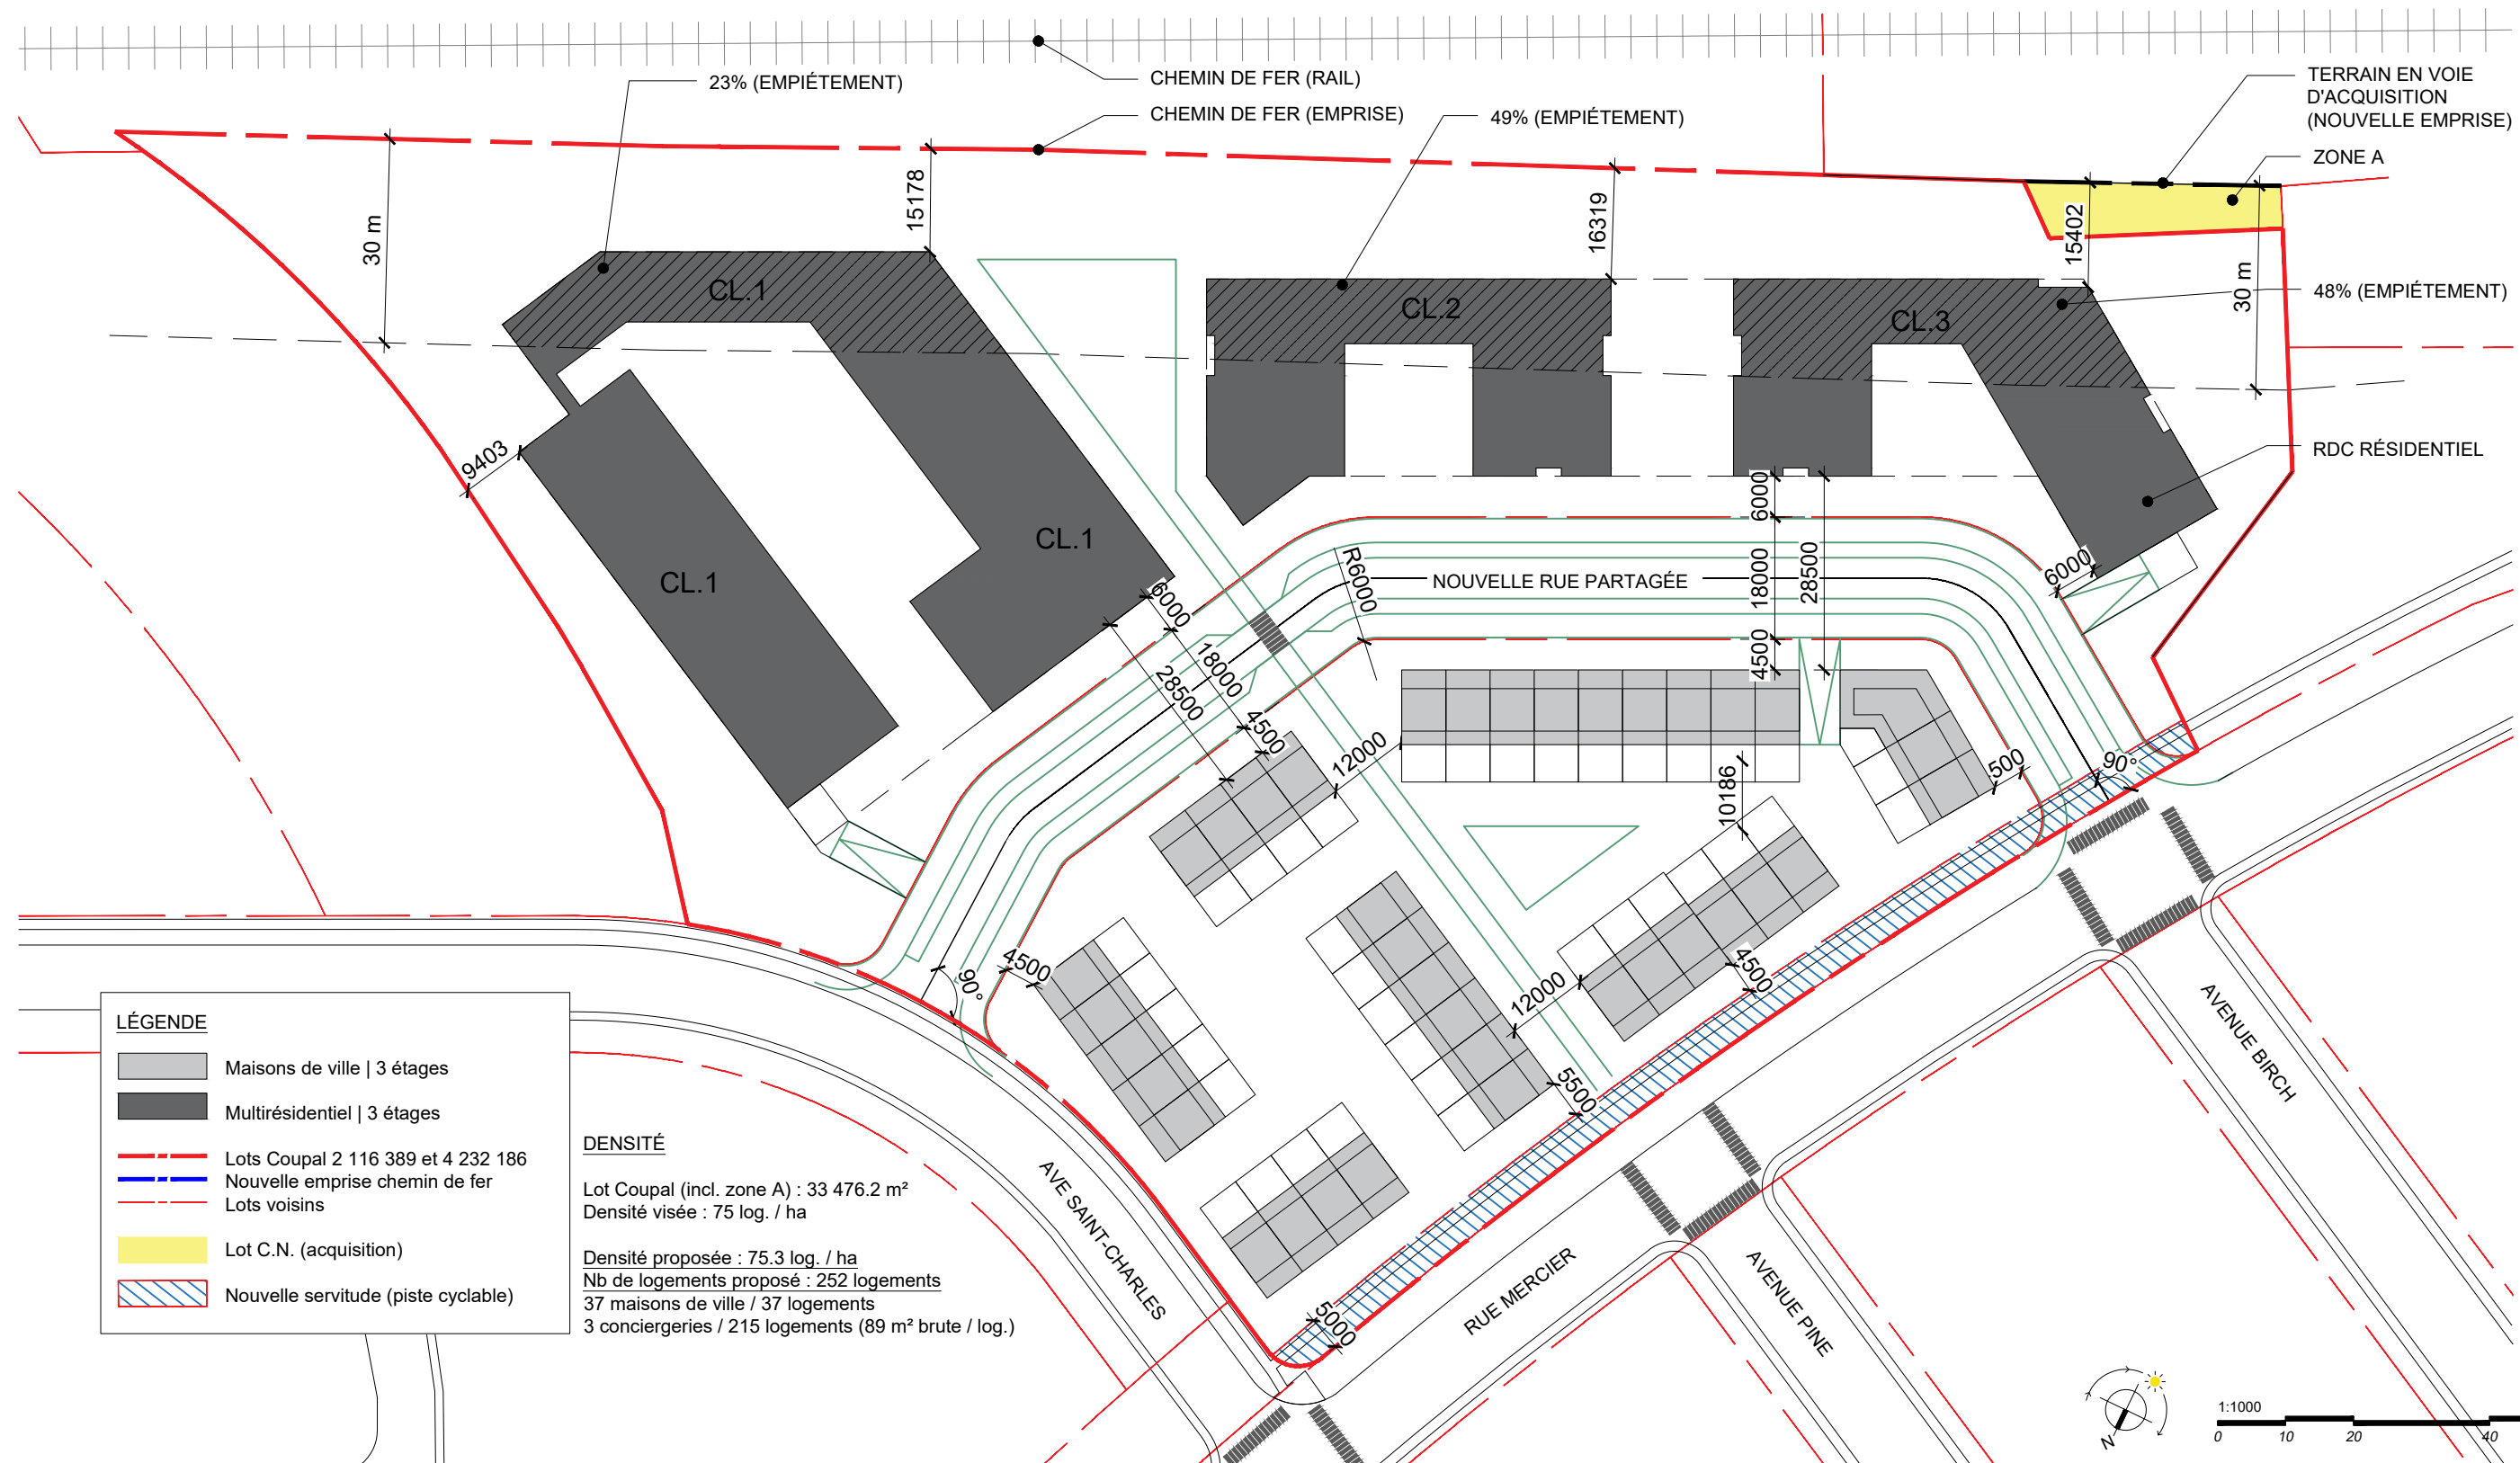 23% (EMPIÉTEMENT)
CHEMIN DE FER (RAIL)
CHEMIN DE FER (EMPRISE)
49% (EMPIÉTEMENT)
TERRAIN EN VOIE
D'ACQUISITION
(NOUVELLE EMPRISE)
ZONE A
30 m
15178
16319
15402
30 m
48% (EMPIÉTEMENT)
CL.1
CL.2
CL.3
RDC RÉSIDENTIEL
9403
CL.1
CL.1
6000
18000
28500
4500
R6000
NOUVELLE RUE PARTAGÉE
6000
18000
28500
4500
6000
12000
10186
500
90°
4500
90°
12000
4500
5500
5000
AVE SAINT-CHARLES
RUE MERCIER
AVENUE PINE
AVENUE BIRCH
LÉGENDE
Maisons de ville | 3 étages
Multirésidentiel | 3 étages
Lots Coupal 2 116 389 et 4 232 186
Nouvelle emprise chemin de fer
Lots voisins
Lot C.N. (acquisition)
Nouvelle servitude (piste cyclable)
DENSITÉ
Lot Coupal (incl. zone A) : 33 476.2 m²
Densité visée : 75 log. / ha
Densité proposée : 75.3 log. / ha
Nb de logements proposé : 252 logements
37 maisons de ville / 37 logements
3 conciergeries / 215 logements (89 m² brute / log.)
N
1:1000
0 10 20 40